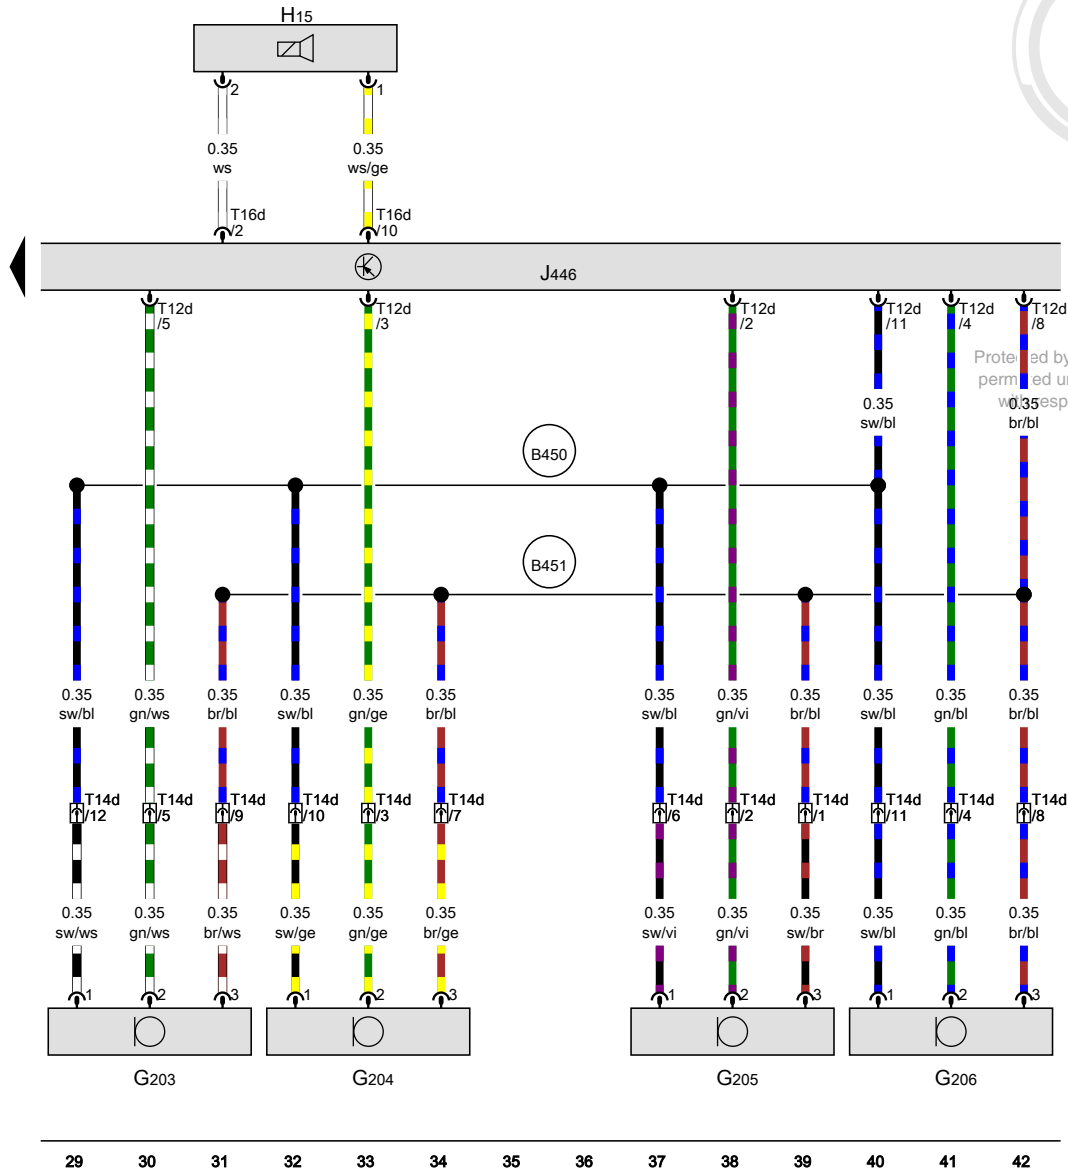 H15
2 1
0.35 0.35
ws ws/ge
T16d T16d
/2 /10
J446
T12d T12d T12d T12d T12d T12d
/5 /3 /2 /11 /4 /8
0.35 0.35
sw/bl br/bl
B450
B451
0.35 0.35 0.35 0.35 0.35 0.35 0.35 0.35 0.35 0.35 0.35 0.35
sw/bl gn/ws br/bl sw/bl gn/ge br/bl sw/bl gn/vi br/bl sw/bl gn/bl br/bl
T14d T14d T14d T14d T14d T14d T14d T14d T14d T14d T14d T14d
/12 /5 /9 /10 /3 /7 /6 /2 /1 /11 /4 /8
0.35 0.35 0.35 0.35 0.35 0.35 0.35 0.35 0.35 0.35 0.35 0.35
sw/ws gn/ws br/ws sw/ge gn/ge br/ge sw/vi gn/vi sw/br sw/bl gn/bl br/bl
1 2 3 1 2 3 1 2 3 1 2 3
G203 G204 G205 G206
29 30 31 32 33 34 35 36 37 38 39 40 41 42